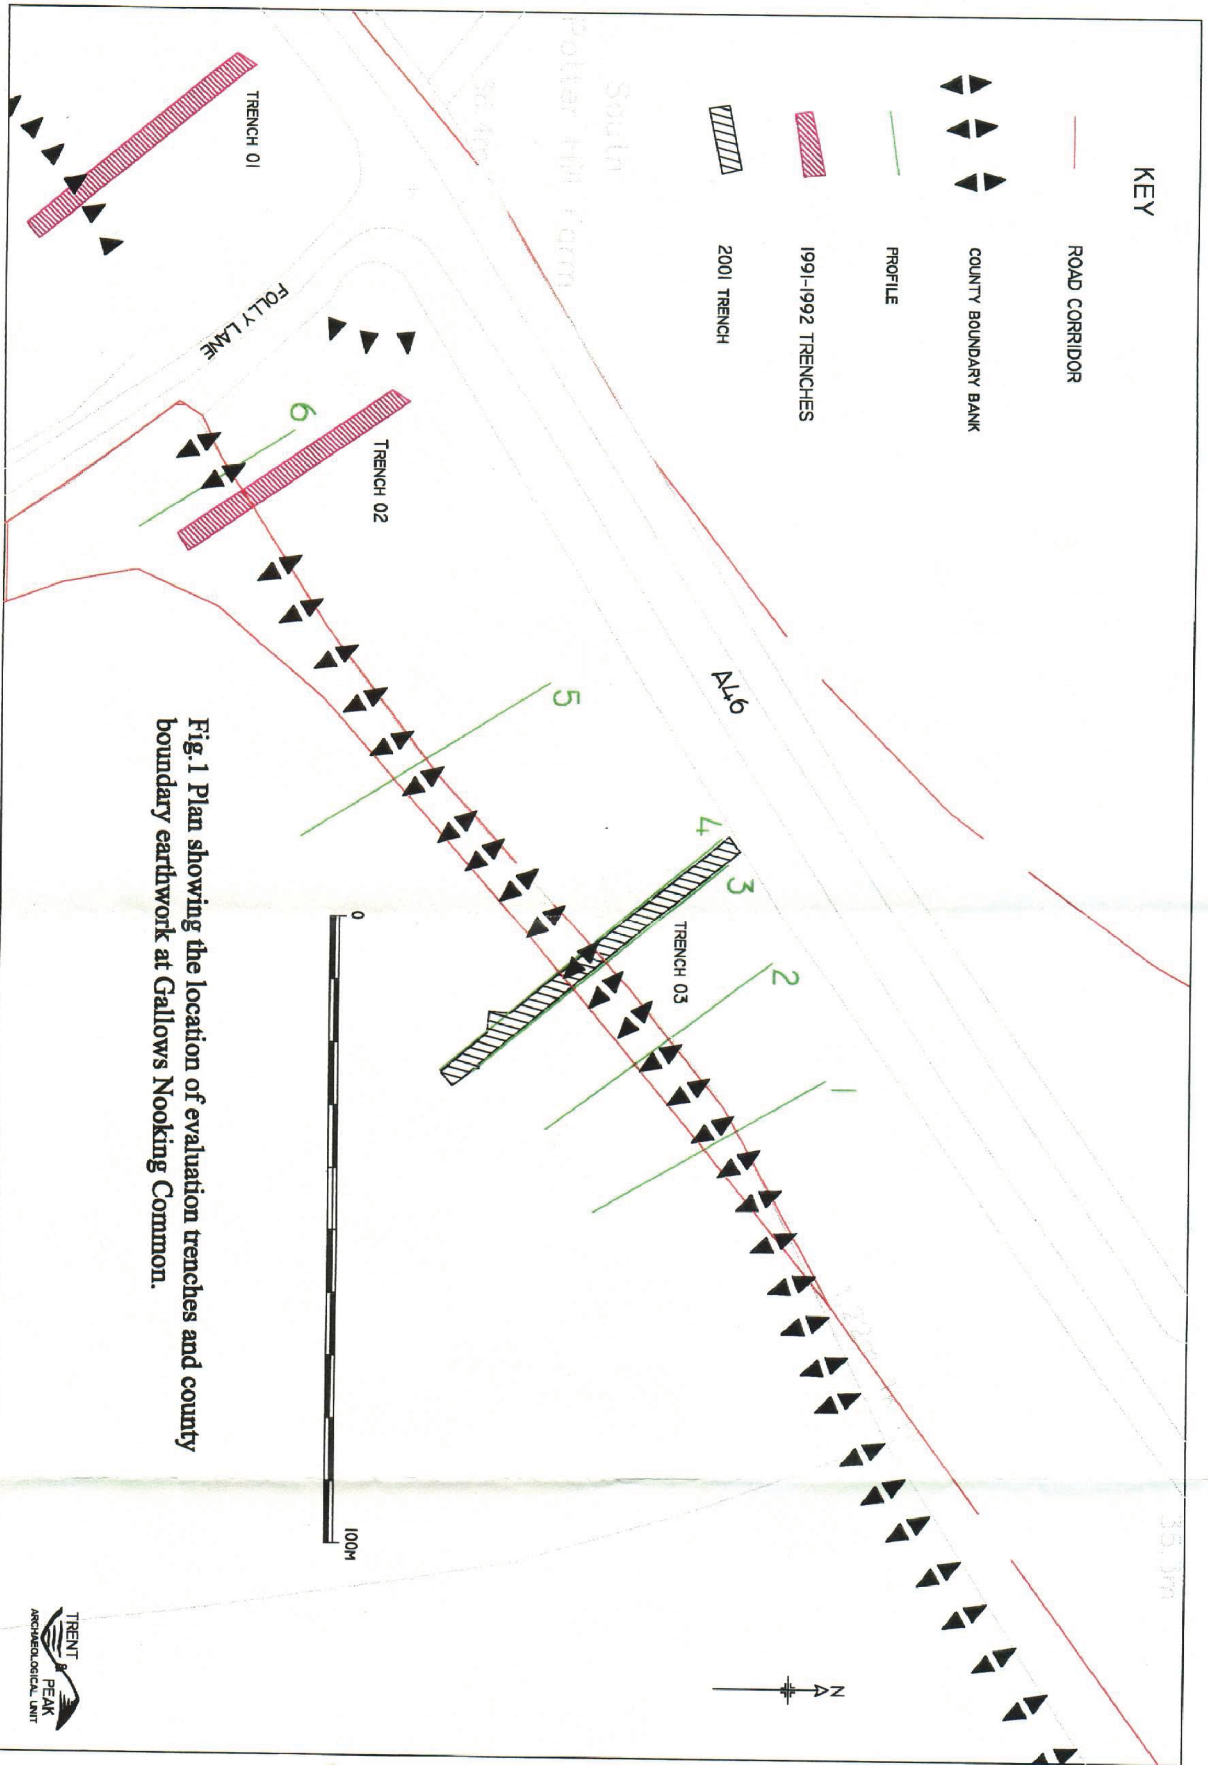 KEY
ROAD CORRIDOR
COUNTY BOUNDARY BANK
PROFILE
1991-1992 TRENCHES
2001 TRENCH
South
Potter Hill Farm
TRENCH 01
FOLLY LANE
6
TRENCH 02
5
A46
4
3
TRENCH 03
2
1
N
0
100M
Fig.1 Plan showing the location of evaluation trenches and county
boundary earthwork at Gallows Nooking Common.
TRENT
&
PEAK
ARCHAEOLOGICAL UNIT